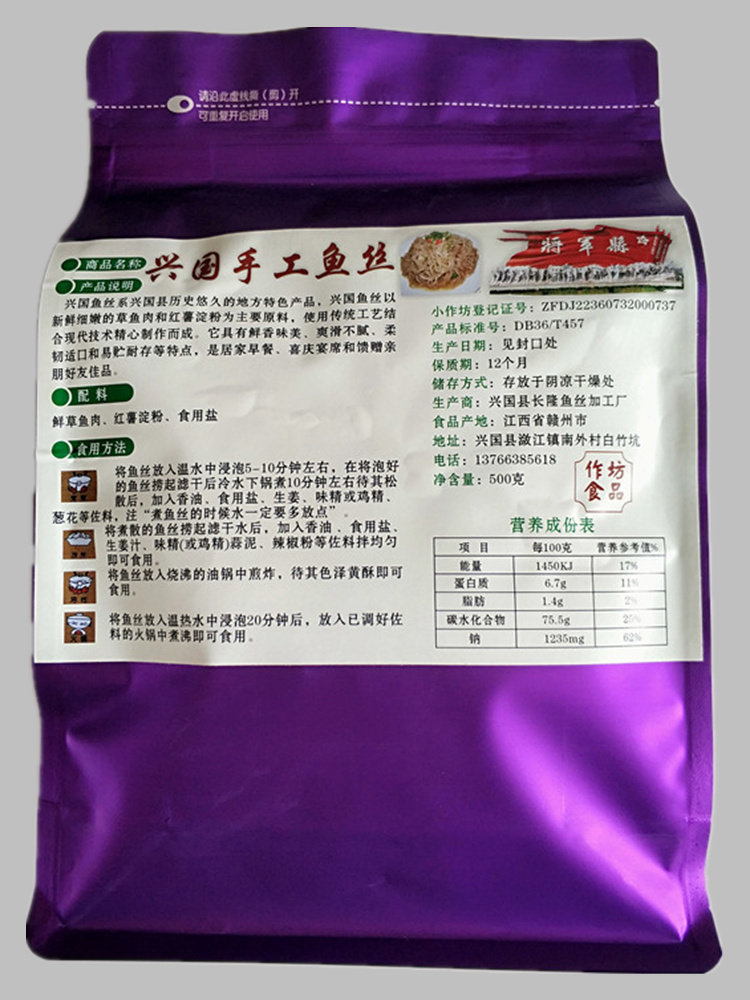 请沿此虚线撕（剪）开
可重复开启使用
商品名称 兴国手工鱼丝
将军县
产品说明
兴国鱼丝系兴国县历史悠久的地方特色产品，兴国鱼丝以
新鲜细嫩的草鱼肉和红薯淀粉为主要原料，使用传统工艺结
合现代技术精心制作而成。它具有鲜香味美、爽滑不腻、柔
韧适口和易贮耐存等特点，是居家早餐、喜庆宴席和馈赠亲
朋好友佳品。
配料
鲜草鱼肉、红薯淀粉、食用盐
食用方法
将鱼丝放入温水中浸泡5-10分钟左右，在将泡好
的鱼丝捞起滤干后冷水下锅煮10分钟左右待其松
散后，加入香油、食用盐、生姜、味精或鸡精、
葱花等佐料，注“煮鱼丝的时候水一定要多放点”。
将煮散的鱼丝捞起滤干水后，加入香油、食用盐、
生姜汁、味精(或鸡精)蒜泥、辣椒粉等佐料拌均匀
即可食用。
将鱼丝放入烧沸的油锅中煎炸，待其色泽黄酥即可
食用。
将鱼丝放入温热水中浸泡20分钟后，放入已调好佐
料的火锅中煮沸即可食用。
小作坊登记证号：ZFDJ22360732000737
产品标准号：DB36/T457
生产日期：见封口处
保质期：12个月
储存方式：存放于阴凉干燥处
生产商：兴国县长隆鱼丝加工厂
食品产地：江西省赣州市
地址：兴国县潋江镇南外村白竹坑
电话：13766385618
净含量：500克
作坊
食品
营养成份表
项 目 每100克 营养参考值%
能量 1450KJ 17%
蛋白质 6.7g 11%
脂肪 1.4g 2%
碳水化合物 75.5g 25%
钠 1235mg 62%